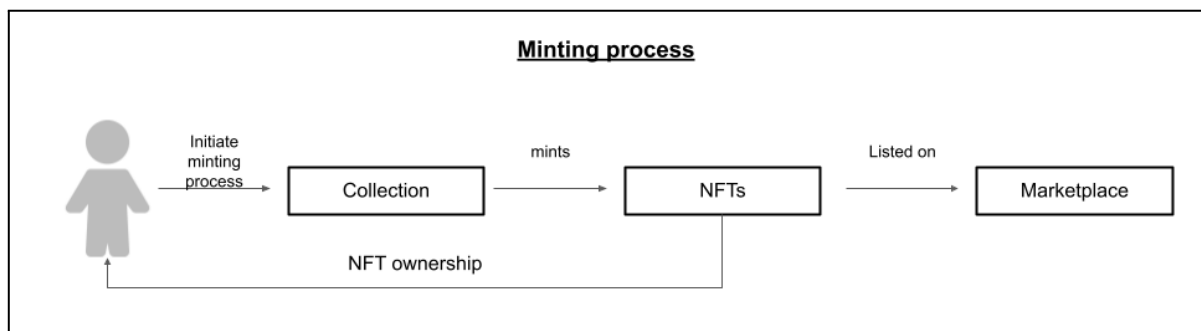 Minting process
Initiate
minting
process
Collection
mints
NFTs
Listed on
Marketplace
NFT ownership